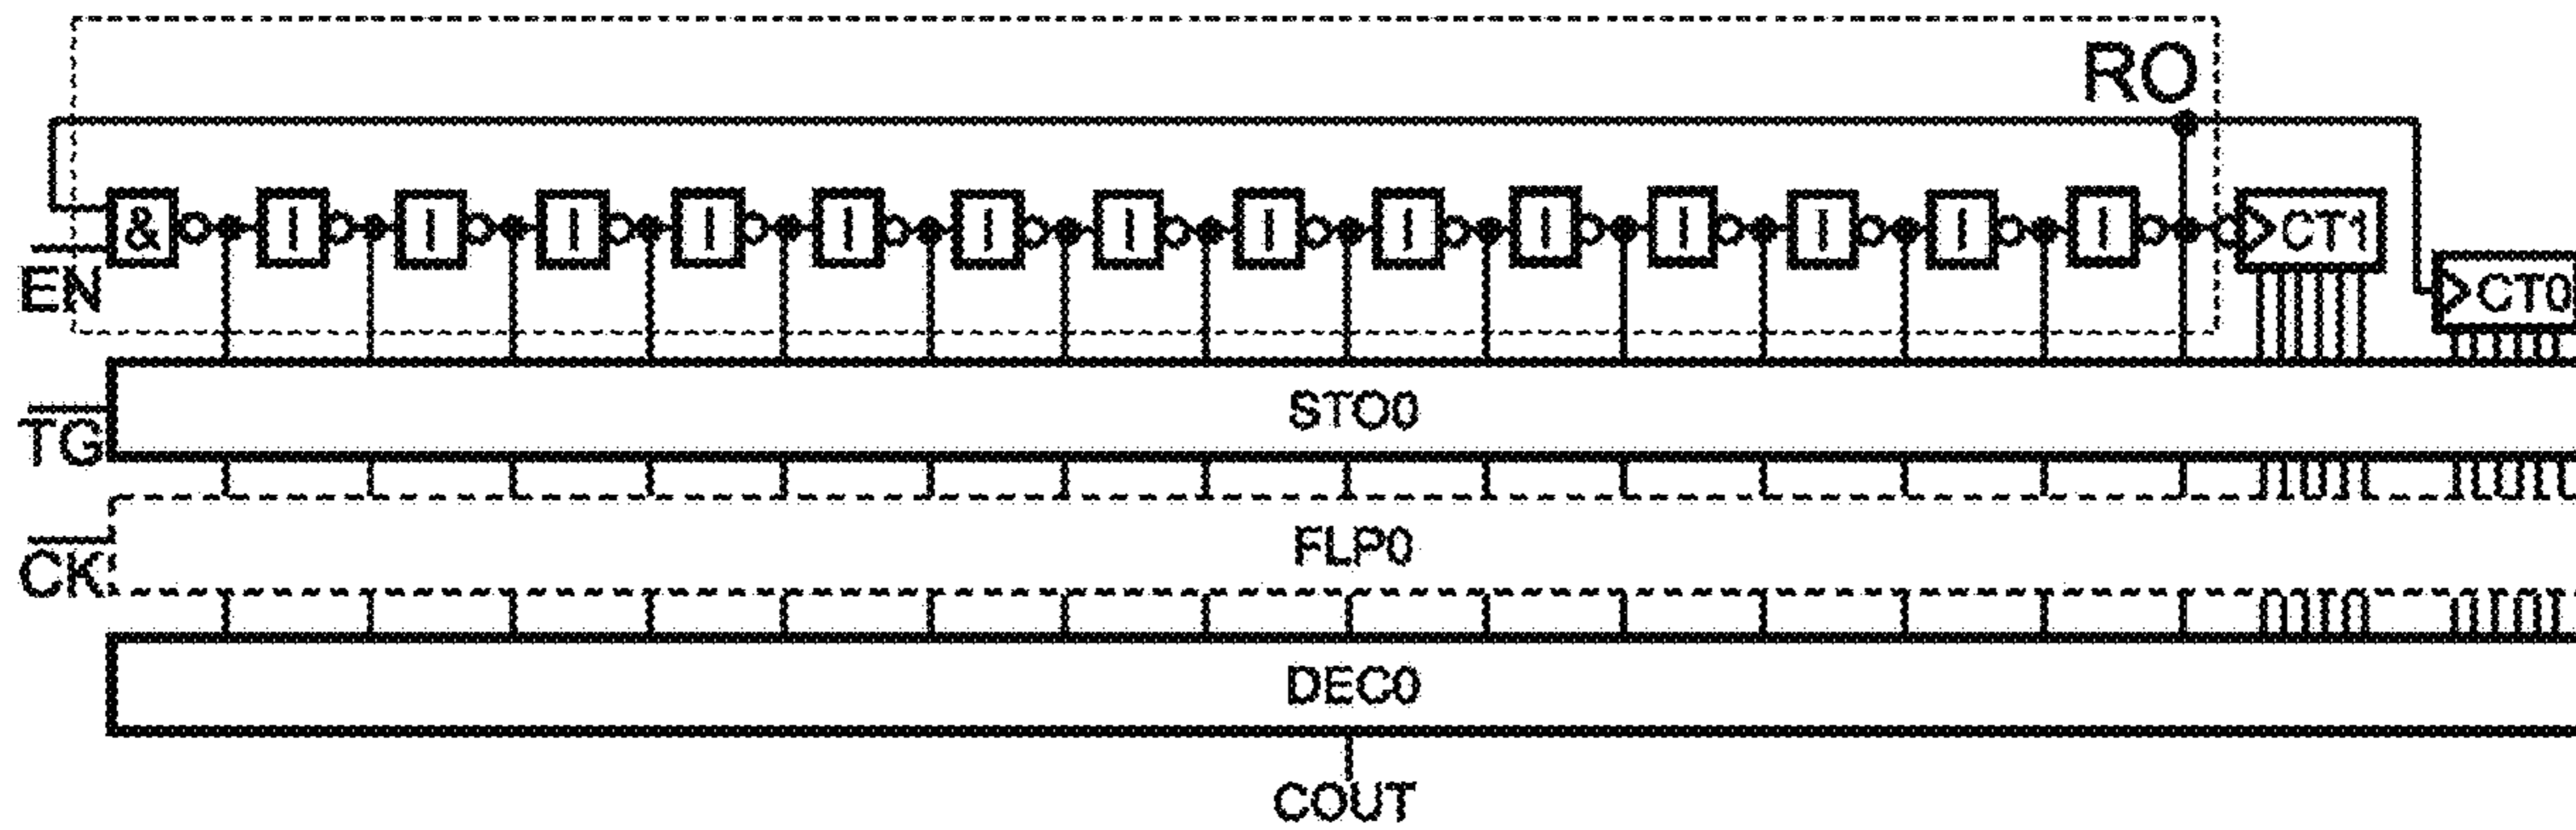 RO
& I I I I I I I I I I I I I I CT1
EN
CT0
STO0
TG
FLP0
CK
DEC0
COUT